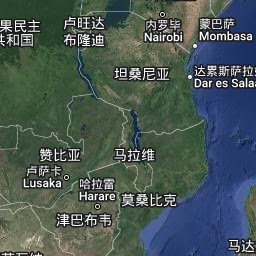 果民主
共和国
卢旺达
布隆迪
内罗毕
Nairobi
蒙巴萨
Mombasa
坦桑尼亚
达累斯萨拉
Dar es Salaa
赞比亚
马拉维
卢萨卡
Lusaka
哈拉雷
Harare
莫桑比克
津巴布韦
马达